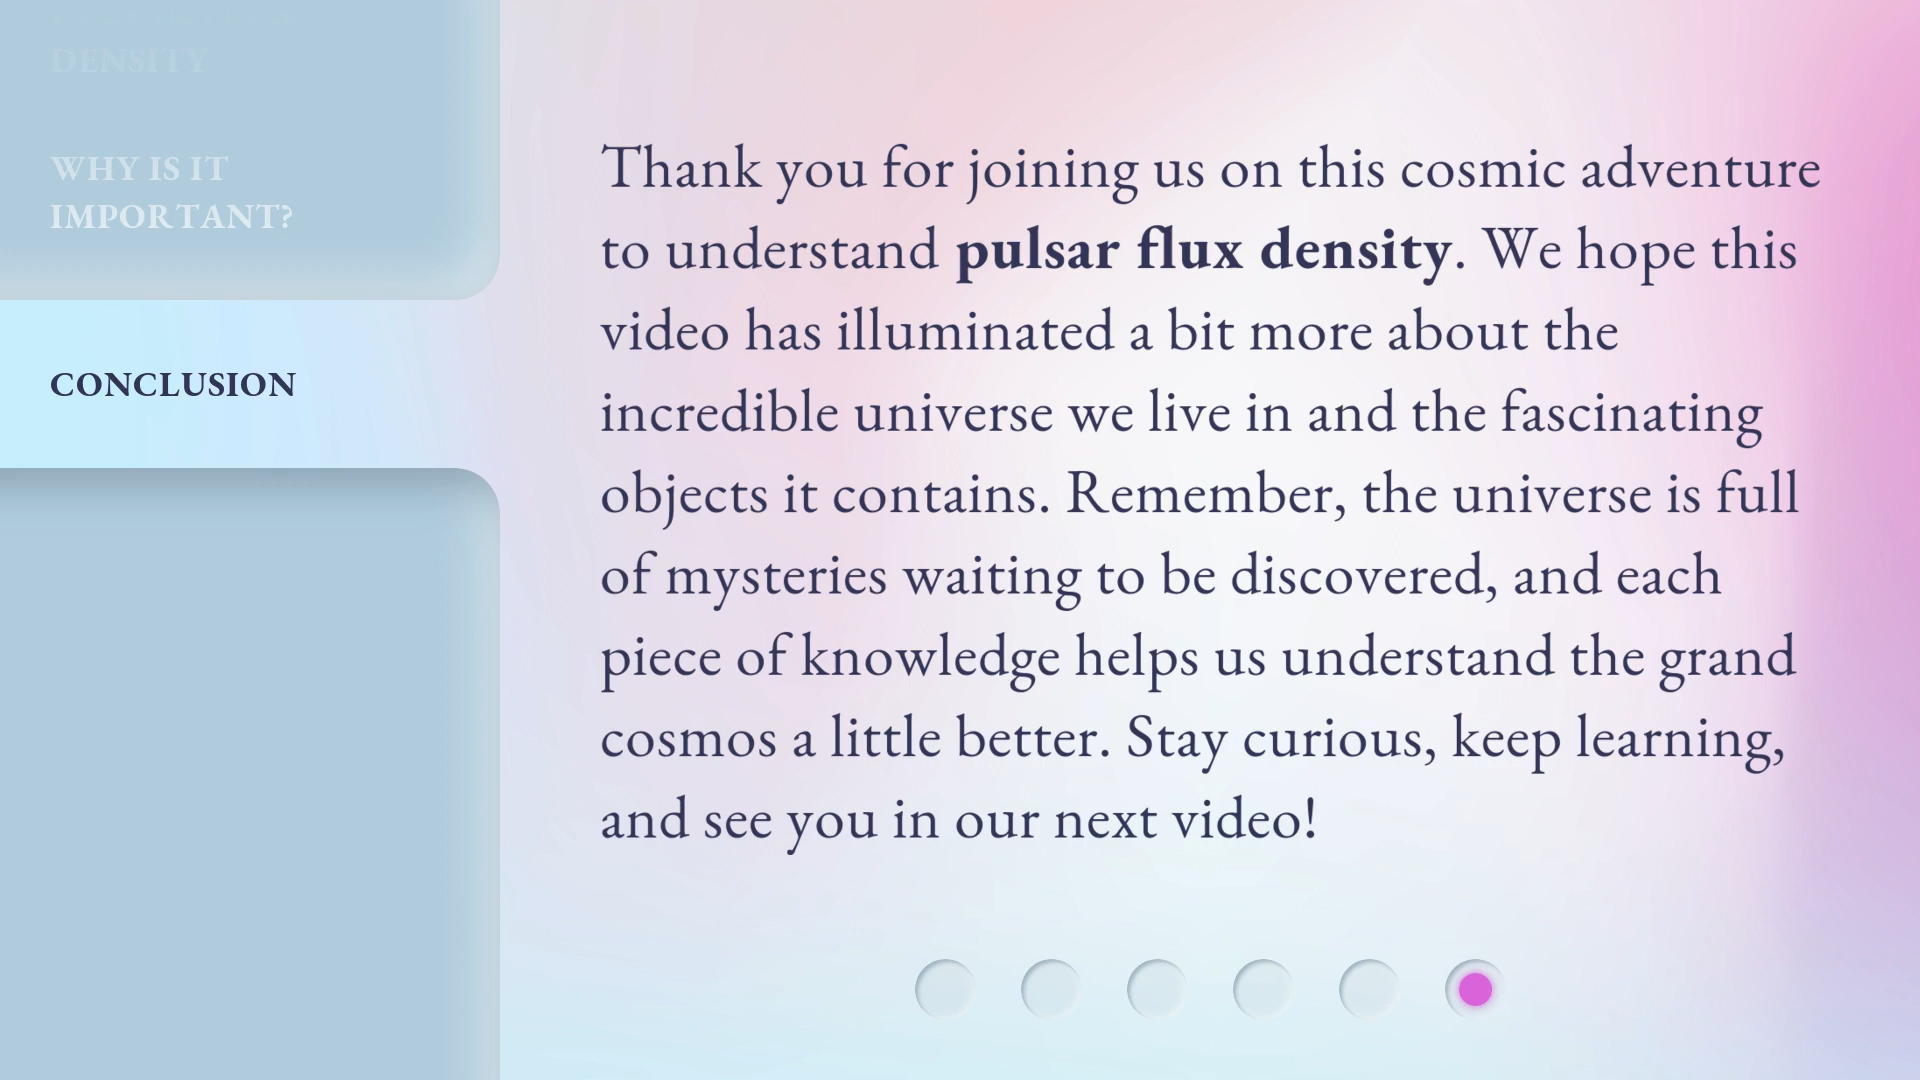 DENSITY
WHY IS IT
IMPORTANT?
CONCLUSION
Thank you for joining us on this cosmic adventure
to understand pulsar flux density. We hope this
video has illuminated a bit more about the
incredible universe we live in and the fascinating
objects it contains. Remember, the universe is full
of mysteries waiting to be discovered, and each
piece of knowledge helps us understand the grand
cosmos a little better. Stay curious, keep learning,
and see you in our next video!